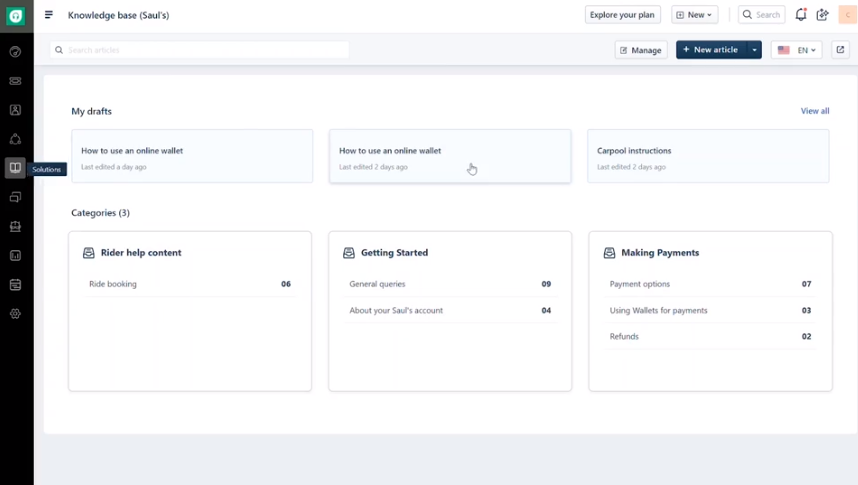 Knowledge base (Saul's)
Explore your plan
New
Search
C
Search articles
Manage
+ New article
EN
My drafts
View all
How to use an online wallet
Last edited a day ago
How to use an online wallet
Last edited 2 days ago
Carpool instructions
Last edited 2 days ago
Solutions
Categories (3)
Rider help content
Ride booking 06
Getting Started
General queries 09
About your Saul's account 04
Making Payments
Payment options 07
Using Wallets for payments 03
Refunds 02